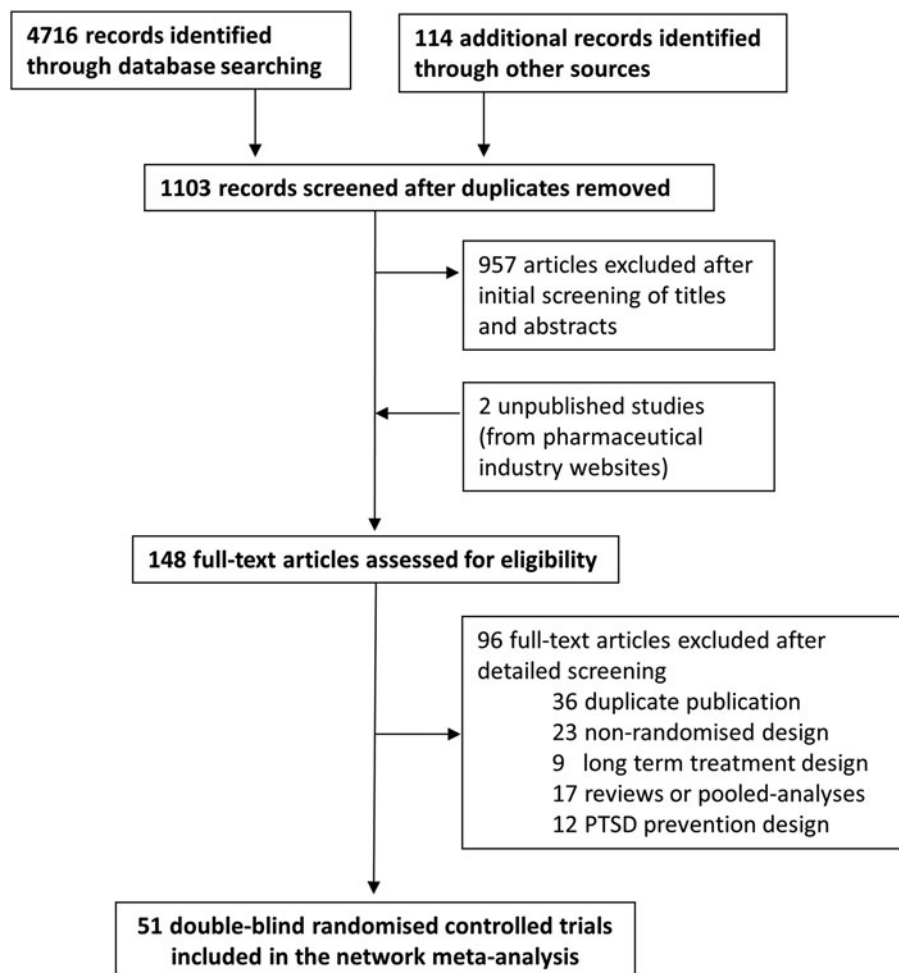 4716 records identified
through database searching
114 additional records identified
through other sources
1103 records screened after duplicates removed
957 articles excluded after
initial screening of titles
and abstracts
2 unpublished studies
(from pharmaceutical
industry websites)
148 full-text articles assessed for eligibility
96 full-text articles excluded after
detailed screening
36 duplicate publication
23 non-randomised design
9 long term treatment design
17 reviews or pooled-analyses
12 PTSD prevention design
51 double-blind randomised controlled trials
included in the network meta-analysis